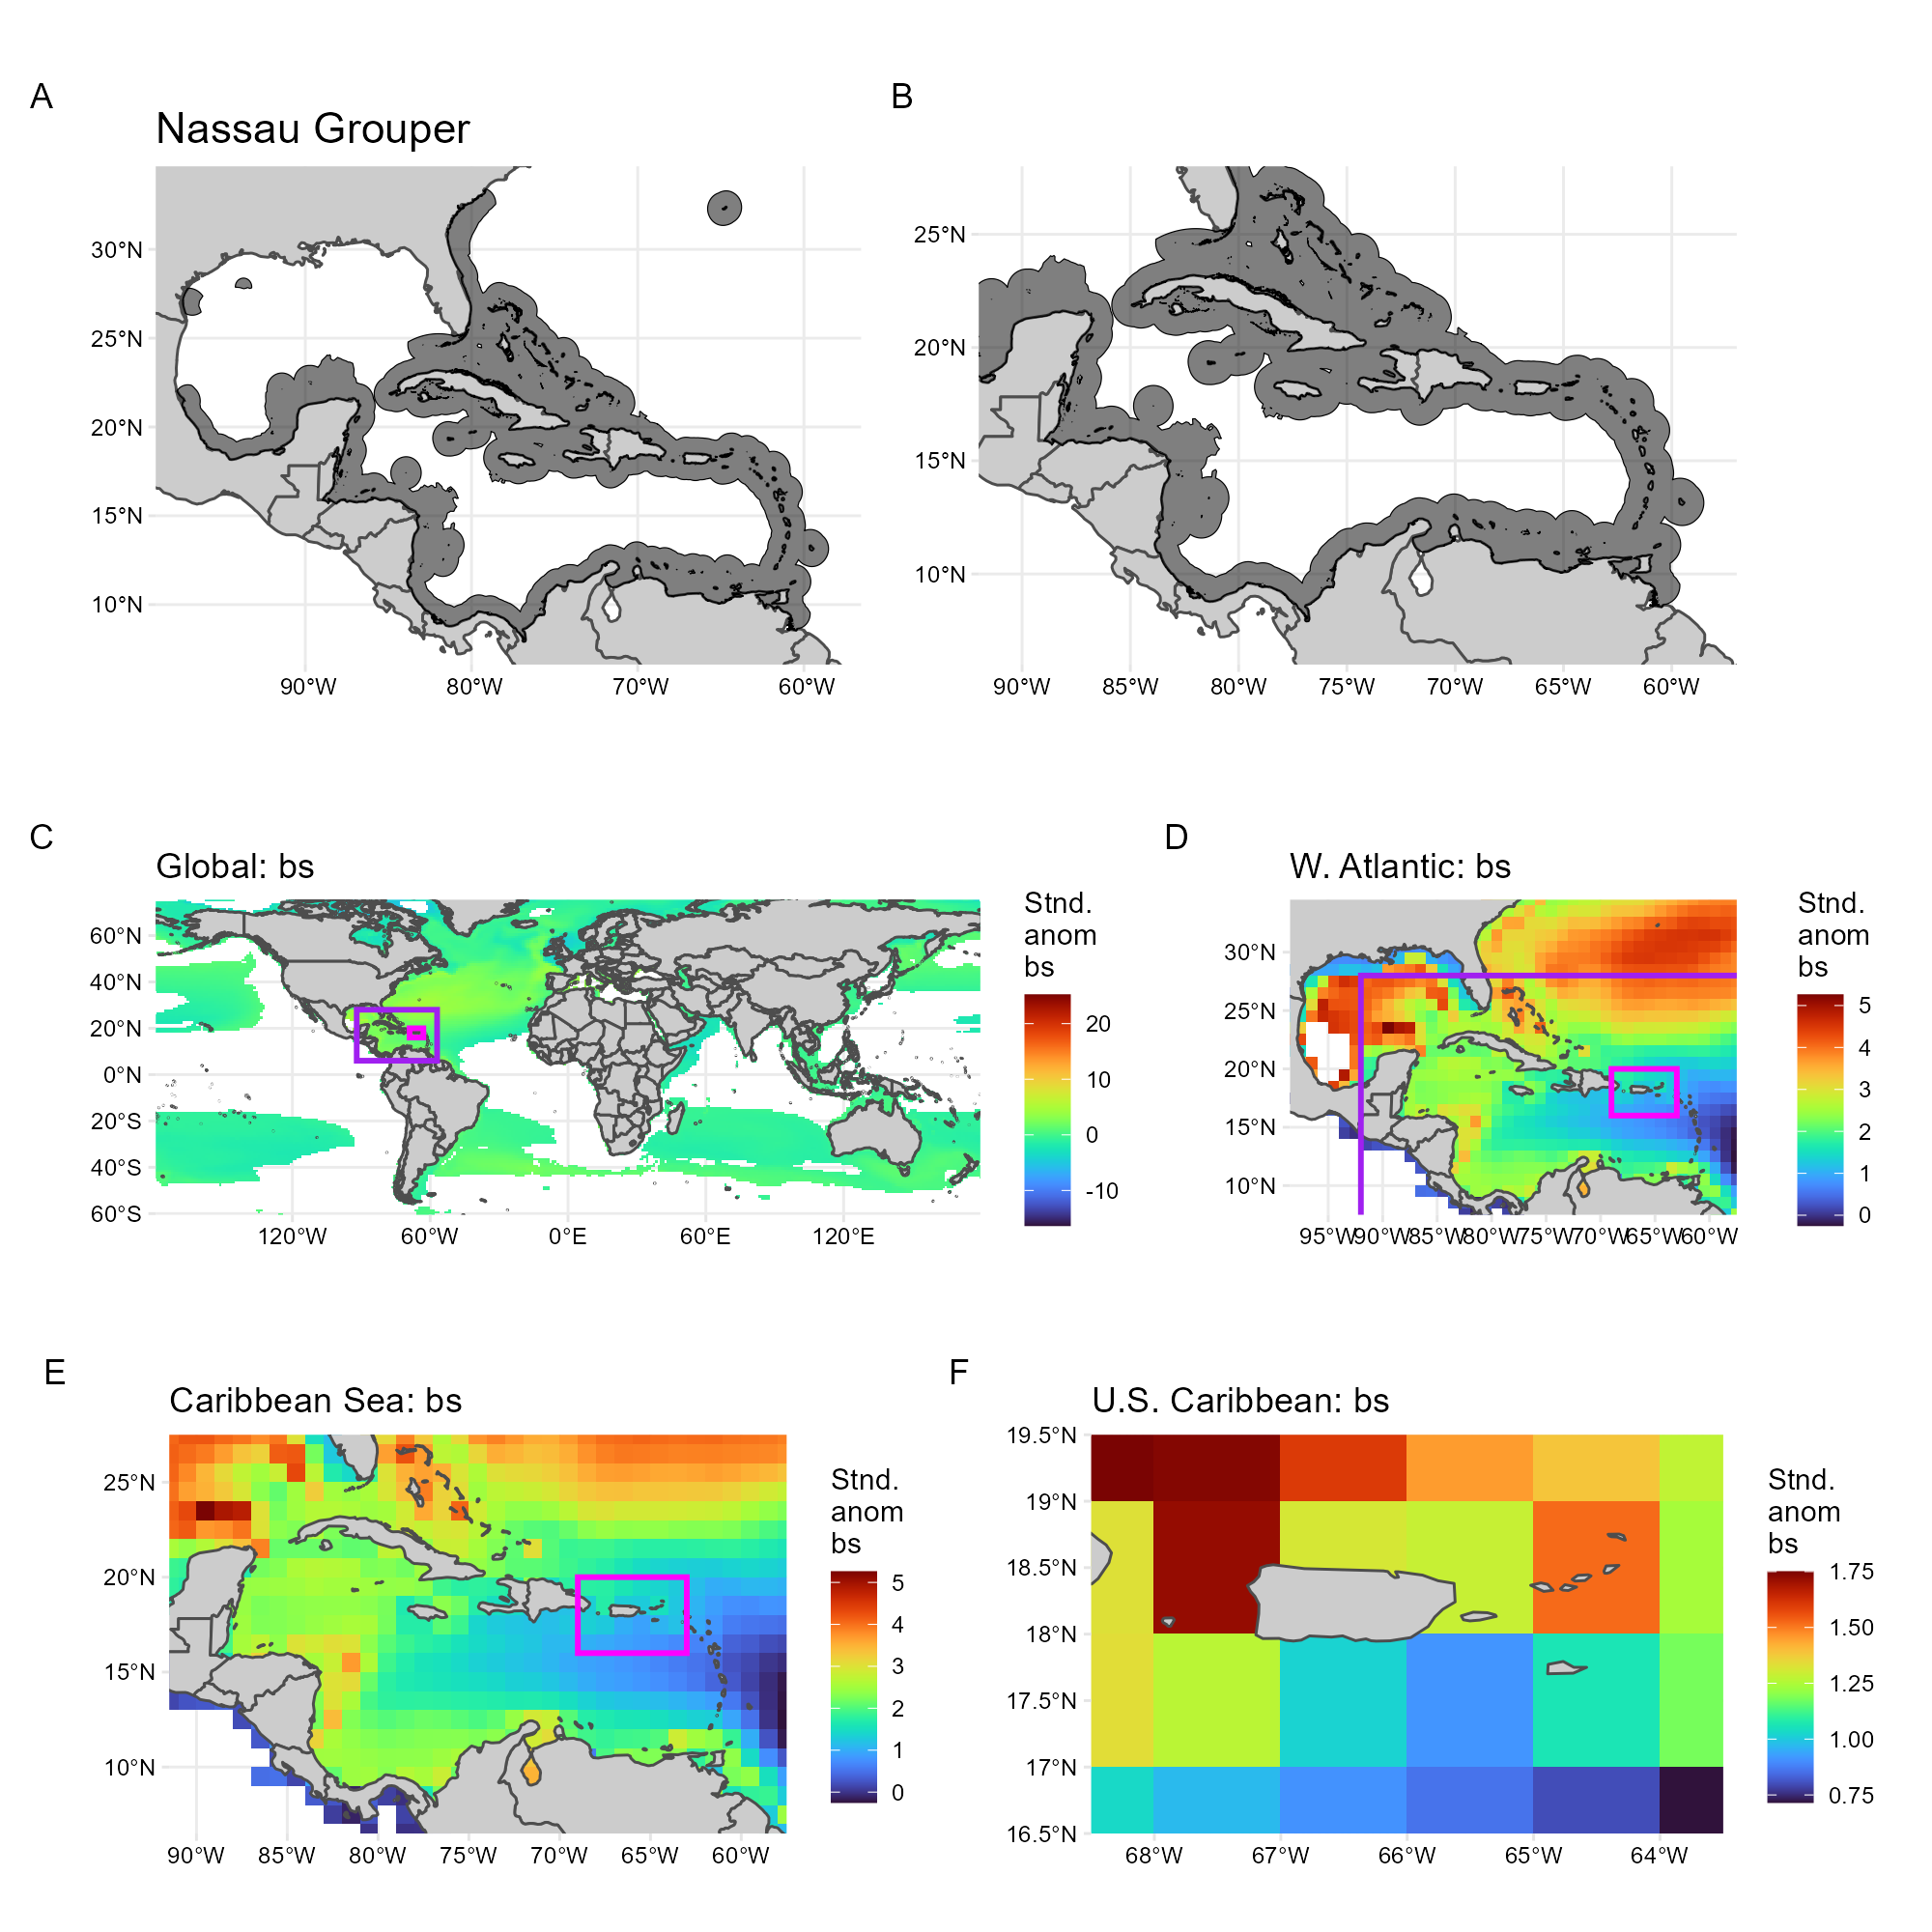 A
B
Nassau Grouper
30°N
25°N
20°N
15°N
10°N
90°W
80°W
70°W
60°W
25°N
20°N
15°N
10°N
90°W
85°W
80°W
75°W
70°W
65°W
60°W
C
D
Global: bs
60°N
40°N
20°N
0°N
20°S
40°S
60°S
120°W
60°W
0°E
60°E
120°E
Stnd.
anom
bs
20
10
0
-10
W. Atlantic: bs
30°N
25°N
20°N
15°N
10°N
95°W
90°W
85°W
80°W
75°W
70°W
65°W
60°W
Stnd.
anom
bs
5
4
3
2
1
0
E
F
Caribbean Sea: bs
25°N
20°N
15°N
10°N
90°W
85°W
80°W
75°W
70°W
65°W
60°W
Stnd.
anom
bs
5
4
3
2
1
0
U.S. Caribbean: bs
19.5°N
19°N
18.5°N
18°N
17.5°N
17°N
16.5°N
68°W
67°W
66°W
65°W
64°W
Stnd.
anom
bs
1.75
1.50
1.25
1.00
0.75